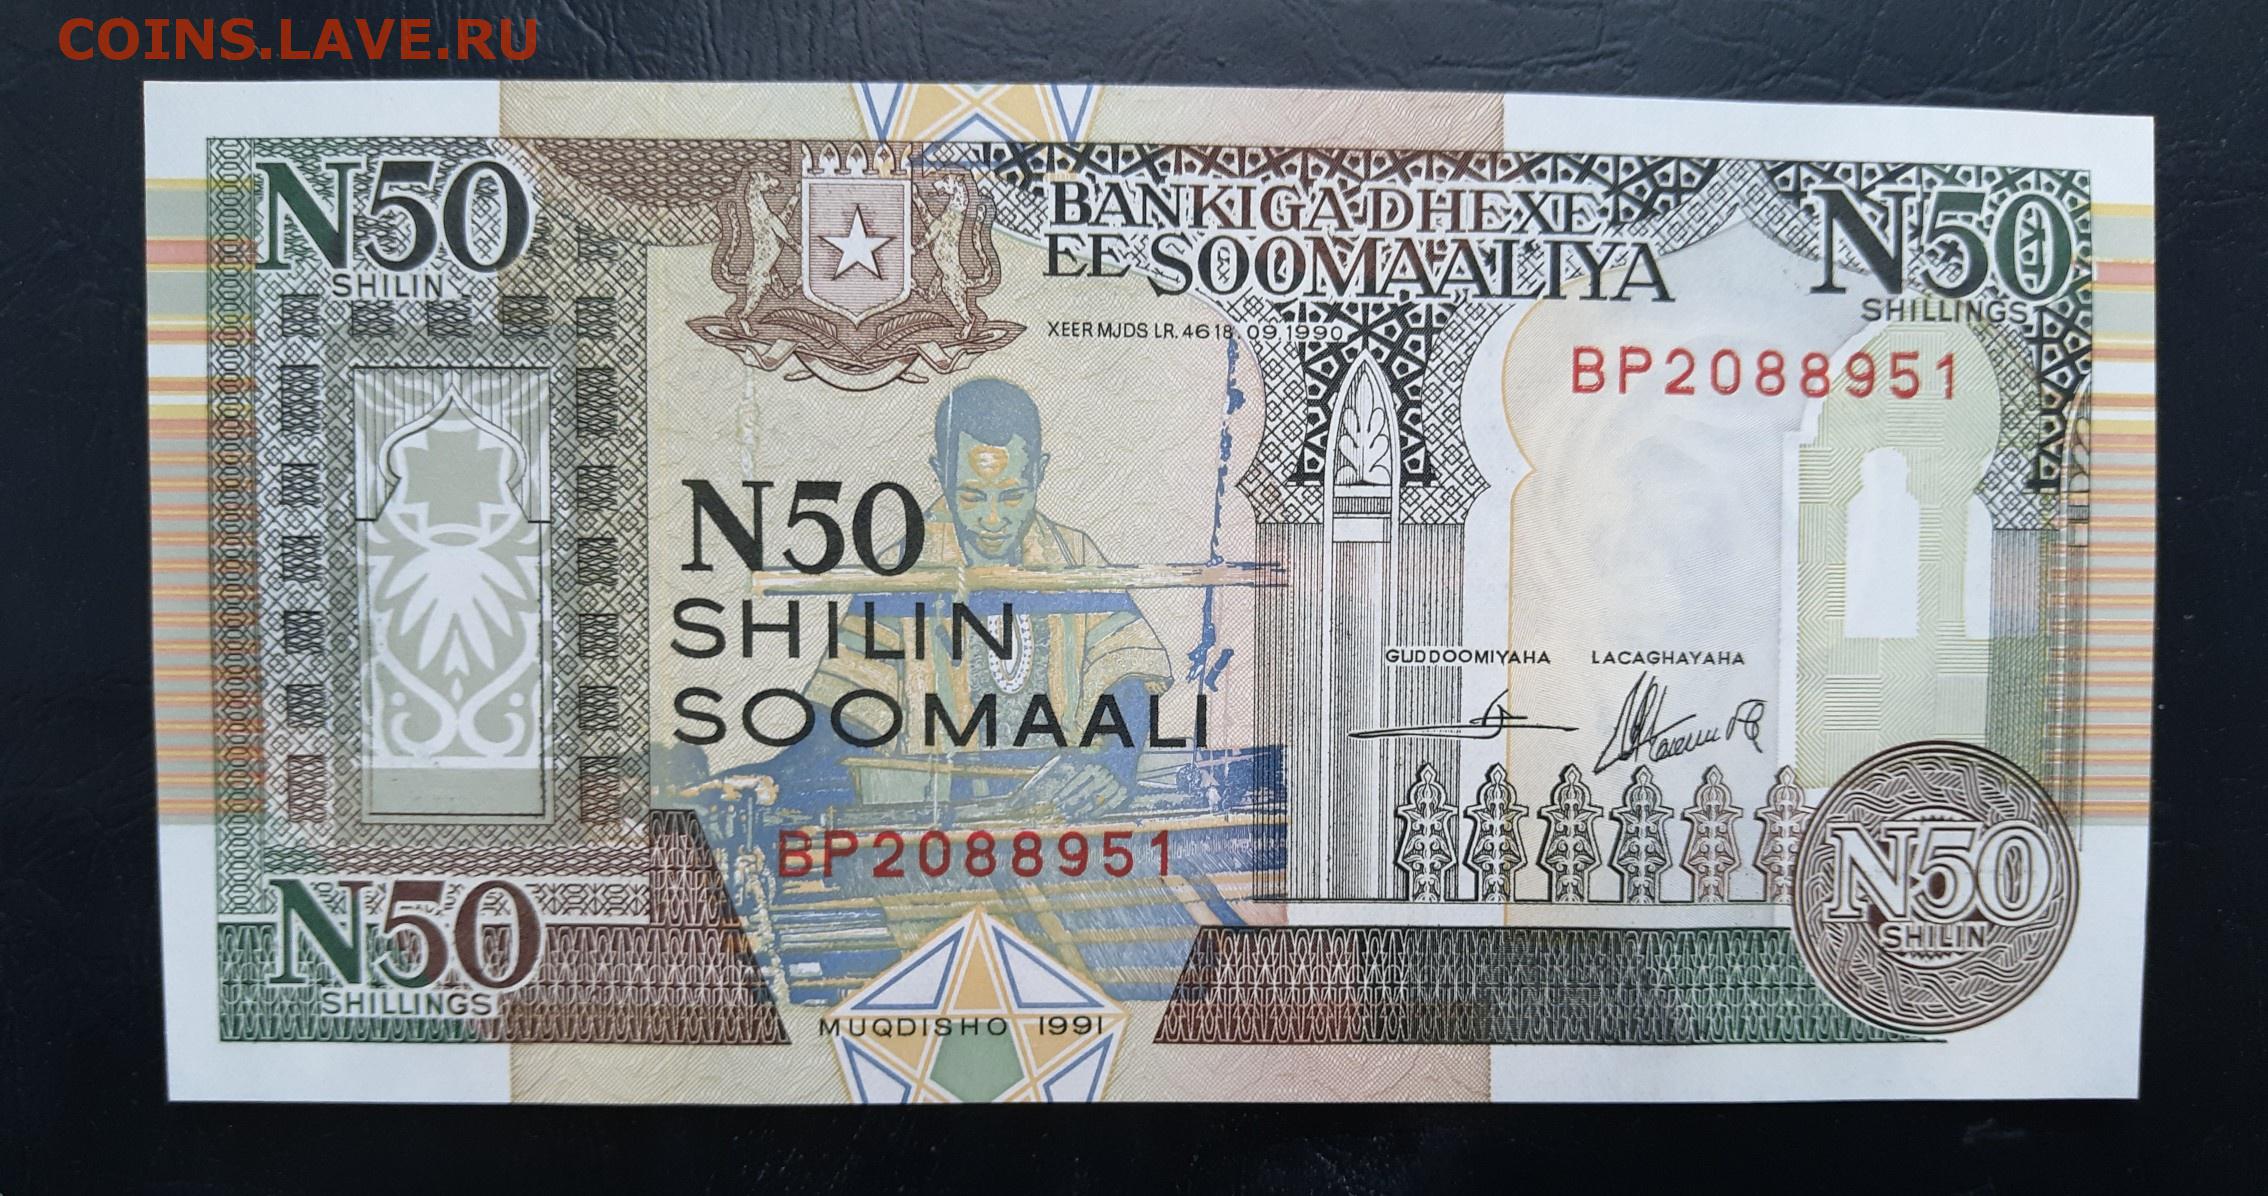 COINS.LAVE.RU
N50
SHILIN
BANKIGA DHEXE
EE SOOMAALIYA
N50
SHILLINGS
XEER MJDS LR. 46 18.09.1990
BP2088951
N50
SHILIN
SOOMAALI
GUDDOOMIYAHA LACAGHAYAHA
BP2088951
N50
SHILIN
N50
SHILLINGS
MUQDISHO 1991